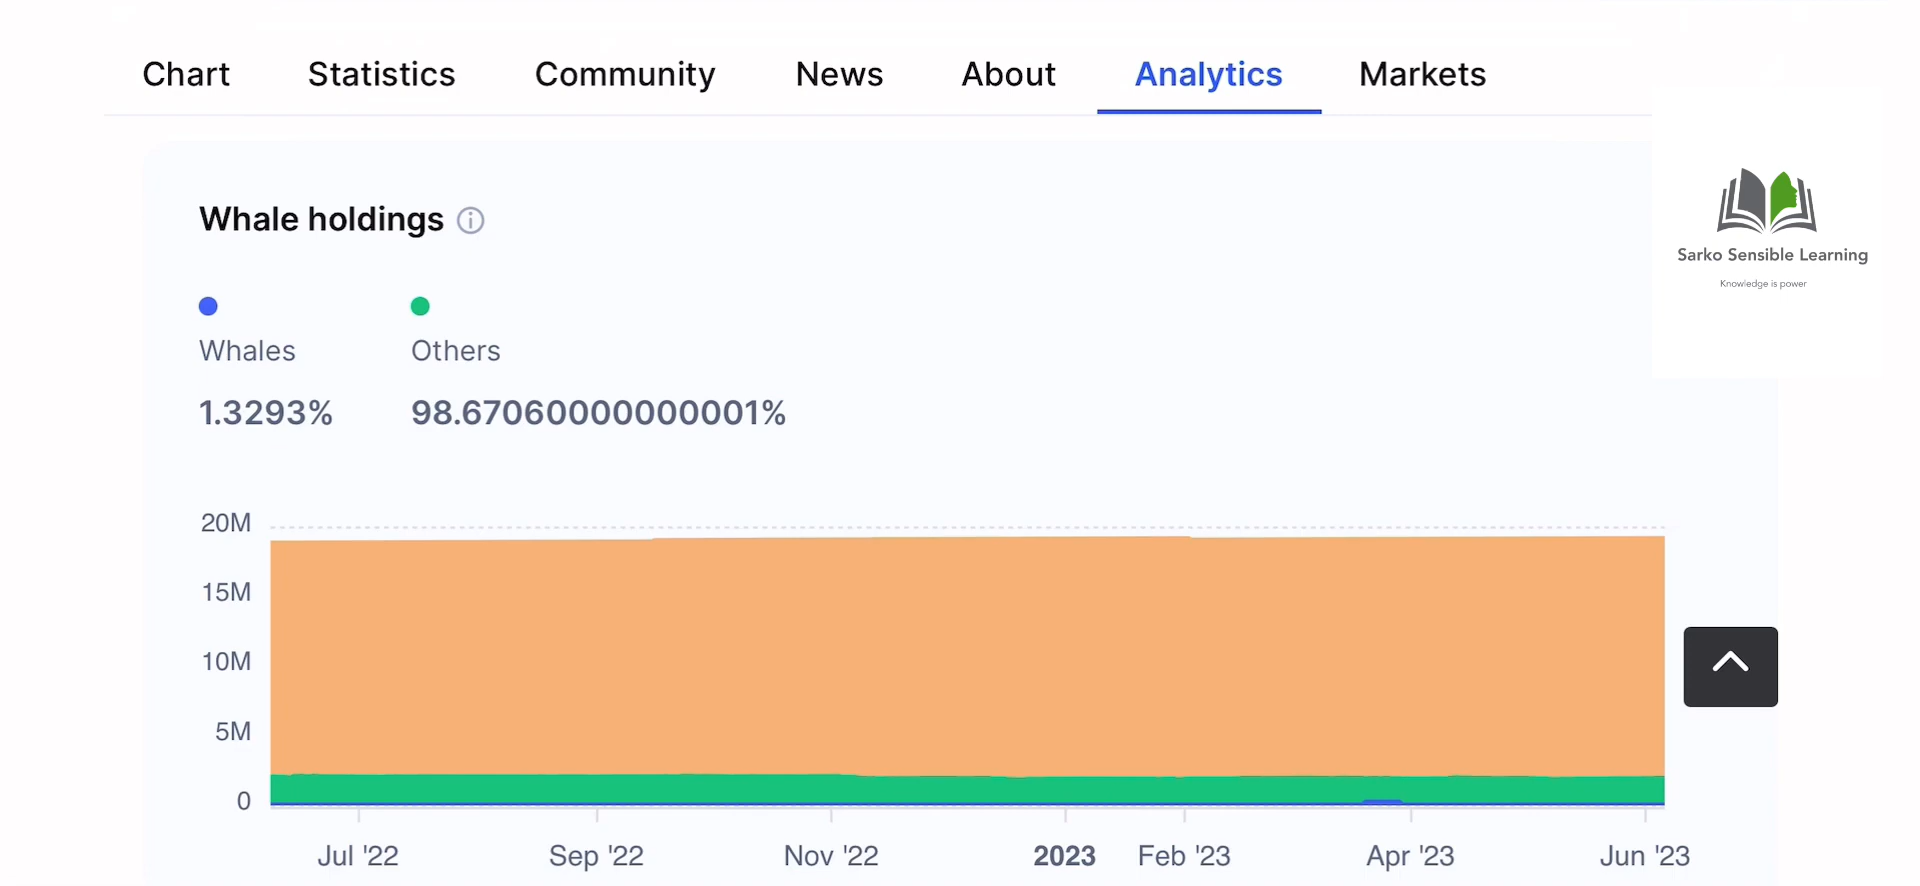 Chart Statistics Community News About Analytics Markets
Sarko Sensible Learning
Knowledge is power
Whale holdings
Whales Others
1.3293% 98.67060000000001%
20M
15M
10M
5M
0
Jul '22 Sep '22 Nov '22 2023 Feb '23 Apr '23 Jun '23